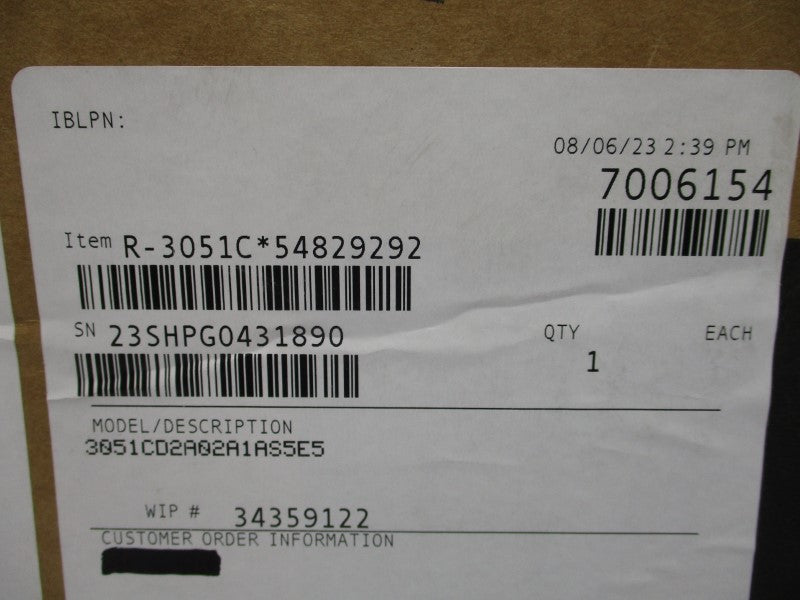 IBLPN:
08/06/23 2:39 PM
7006154
Item R-3051C*54829292
SN 23SHPG0431890
QTY EACH
1
MODEL/DESCRIPTION
3051CD2A02A1AS5E5
WIP # 34359122
CUSTOMER ORDER INFORMATION